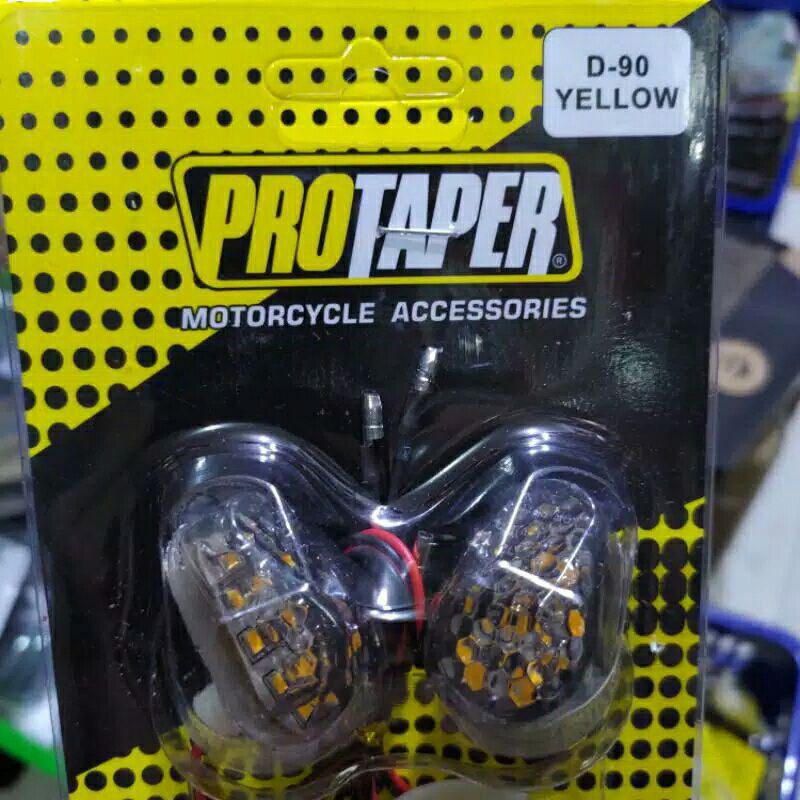 D-90
YELLOW
PROTAPER®
MOTORCYCLE ACCESSORIES